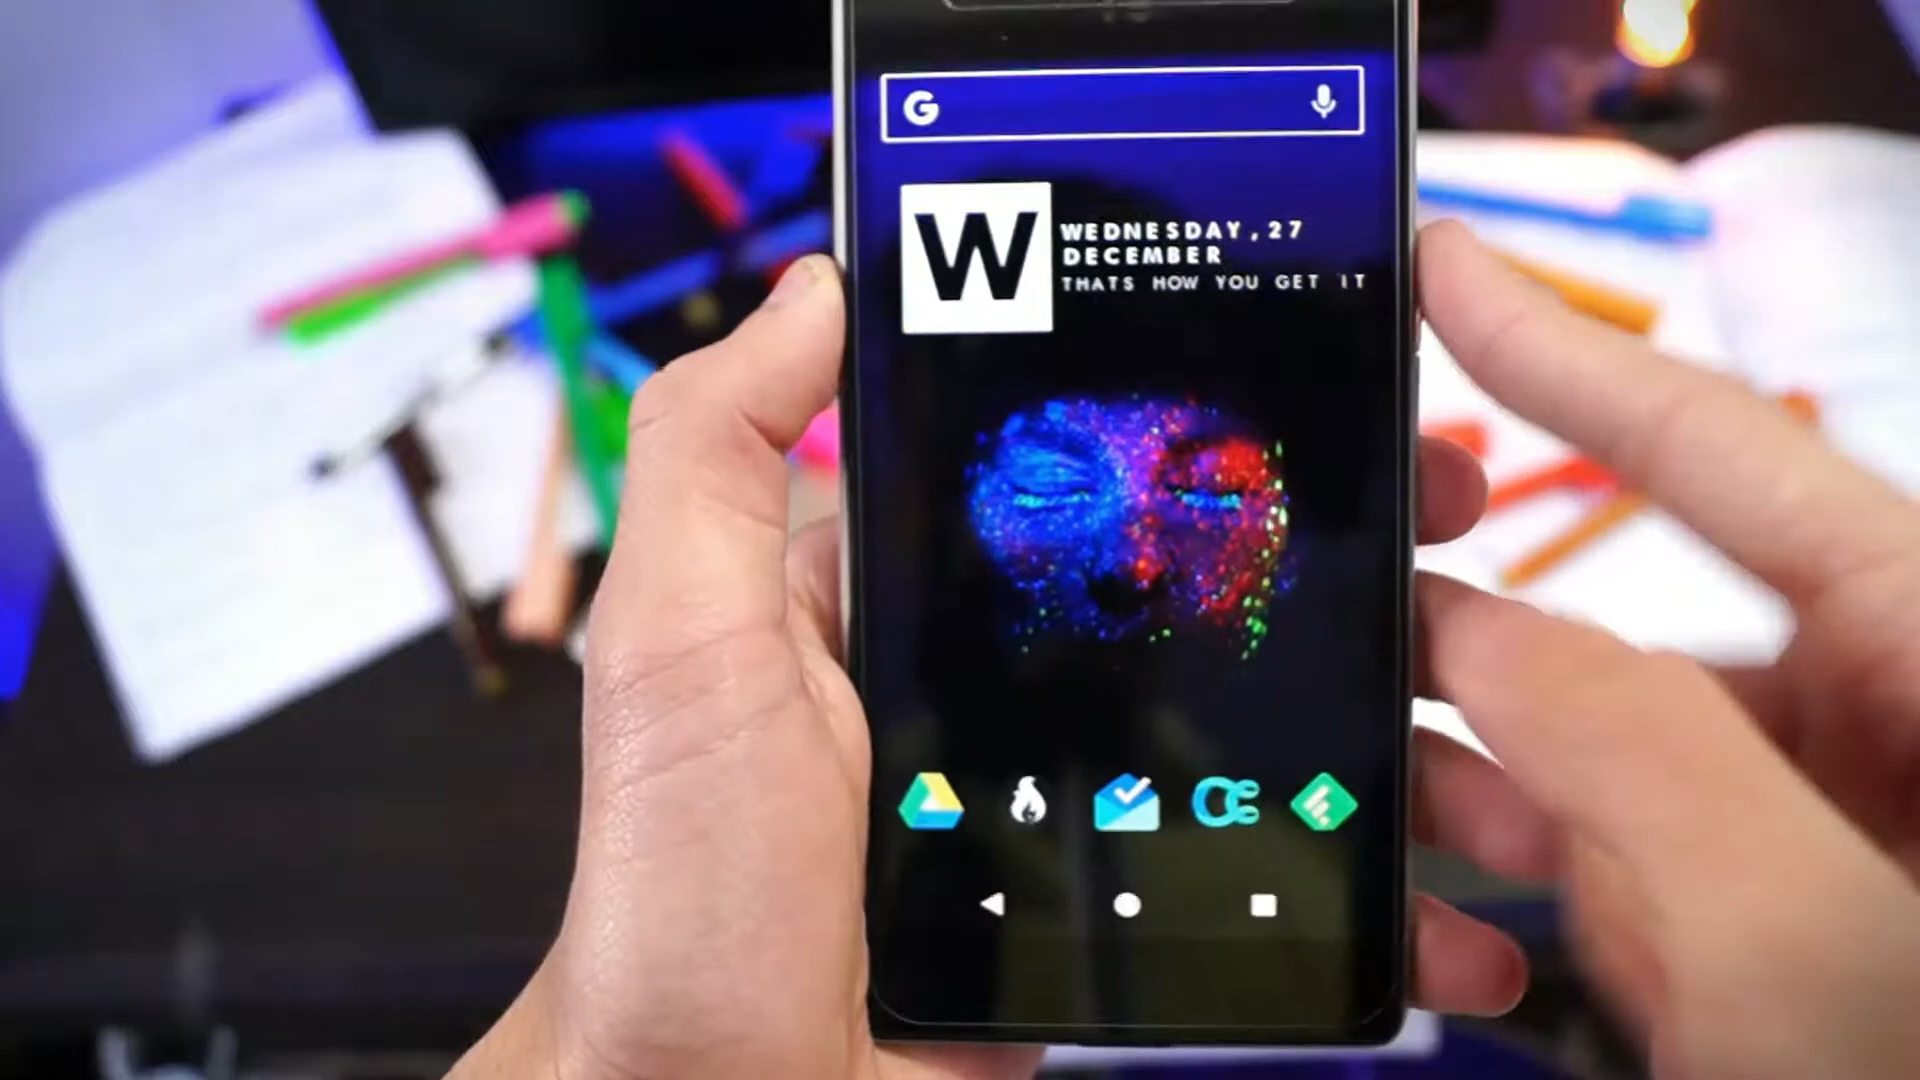 G
W
WEDNESDAY, 27
DECEMBER
THATS HOW YOU GET IT